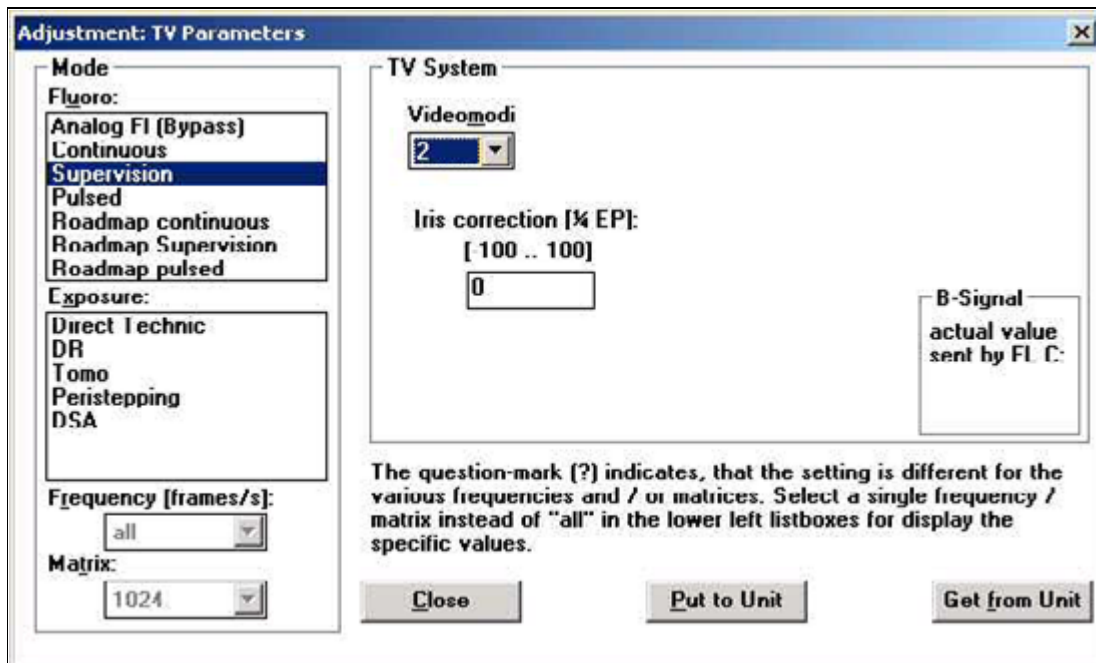 Adjustment: TV Parameters
Mode
Fluoro:
Analog FI (Bypass)
Continuous
Supervision
Pulsed
Roadmap continuous
Roadmap Supervision
Roadmap pulsed
Exposure:
Direct Technic
DR
Tomo
Peristepping
DSA
Frequency [frames/s]:
all
Matrix:
1024
TV System
Videomodi
2
Iris correction [¼ EP]:
[-100 .. 100]
0
B-Signal
actual value
sent by FL C:
The question-mark (?) indicates, that the setting is different for the
various frequencies and / or matrices. Select a single frequency /
matrix instead of "all" in the lower left listboxes for display the
specific values.
Close
Put to Unit
Get from Unit